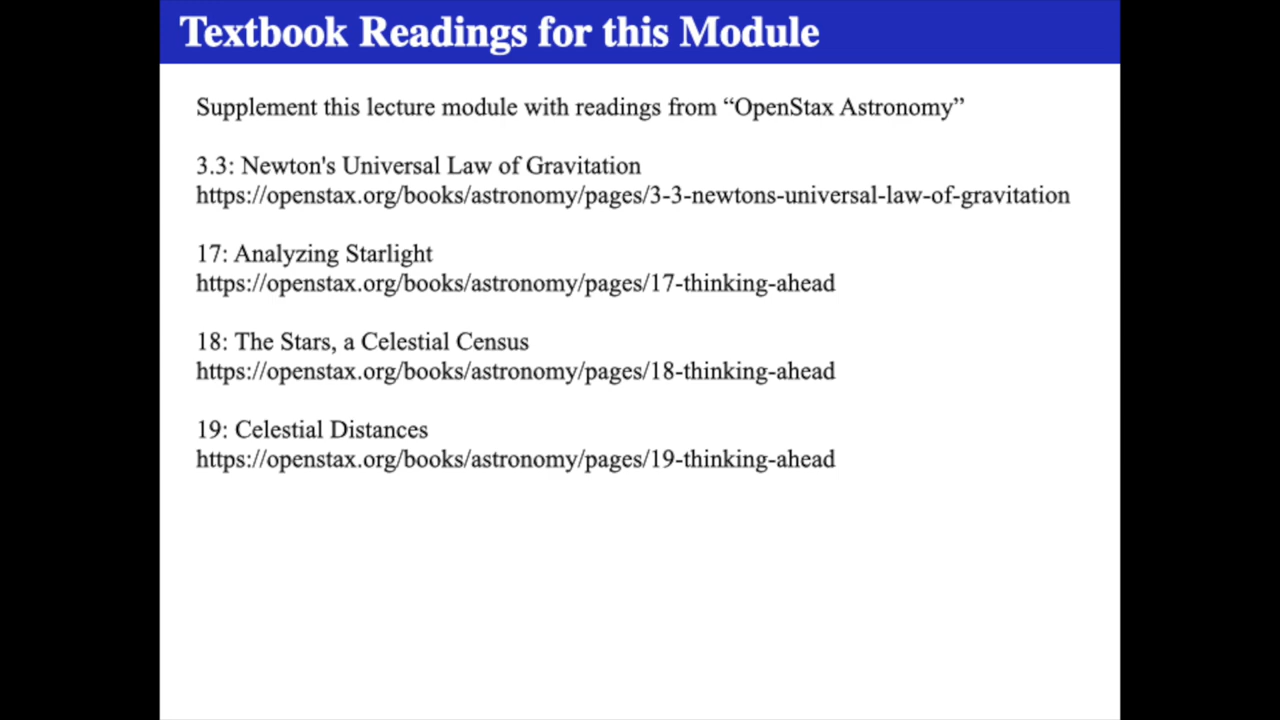 Textbook Readings for this Module
Supplement this lecture module with readings from “OpenStax Astronomy”
3.3: Newton's Universal Law of Gravitation
https://openstax.org/books/astronomy/pages/3-3-newtons-universal-law-of-gravitation
17: Analyzing Starlight
https://openstax.org/books/astronomy/pages/17-thinking-ahead
18: The Stars, a Celestial Census
https://openstax.org/books/astronomy/pages/18-thinking-ahead
19: Celestial Distances
https://openstax.org/books/astronomy/pages/19-thinking-ahead